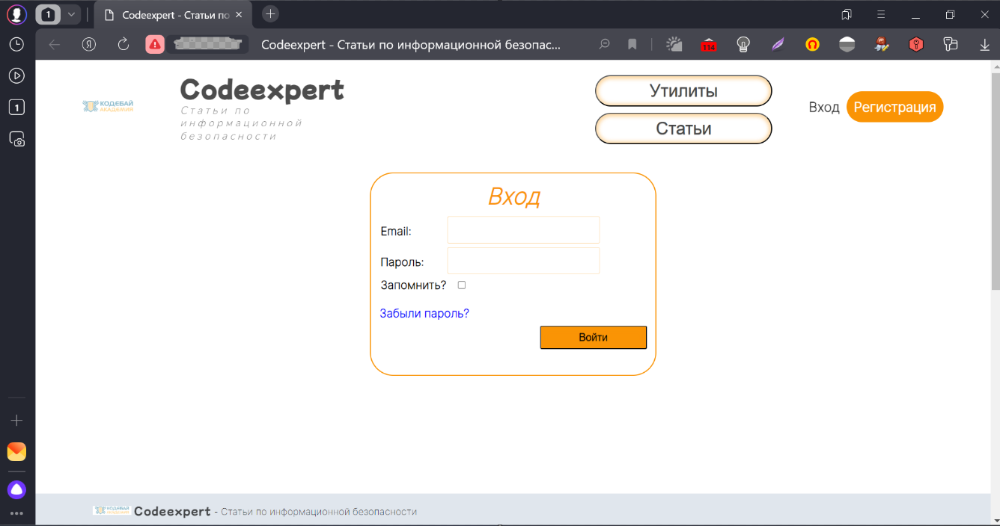 1
Codeexpert - Статьи по
Codeexpert - Статьи по информационной безопас...
114
1
КОДЕБАЙ
АКАДЕМИЯ
Codeexpert
Статьи по
информационной
безопасности
Утилиты
Статьи
Вход
Регистрация
Вход
Email:
Пароль:
Запомнить?
Забыли пароль?
Войти
КОДЕБАЙ
АКАДЕМИЯ
Codeexpert - Статьи по информационной безопасности